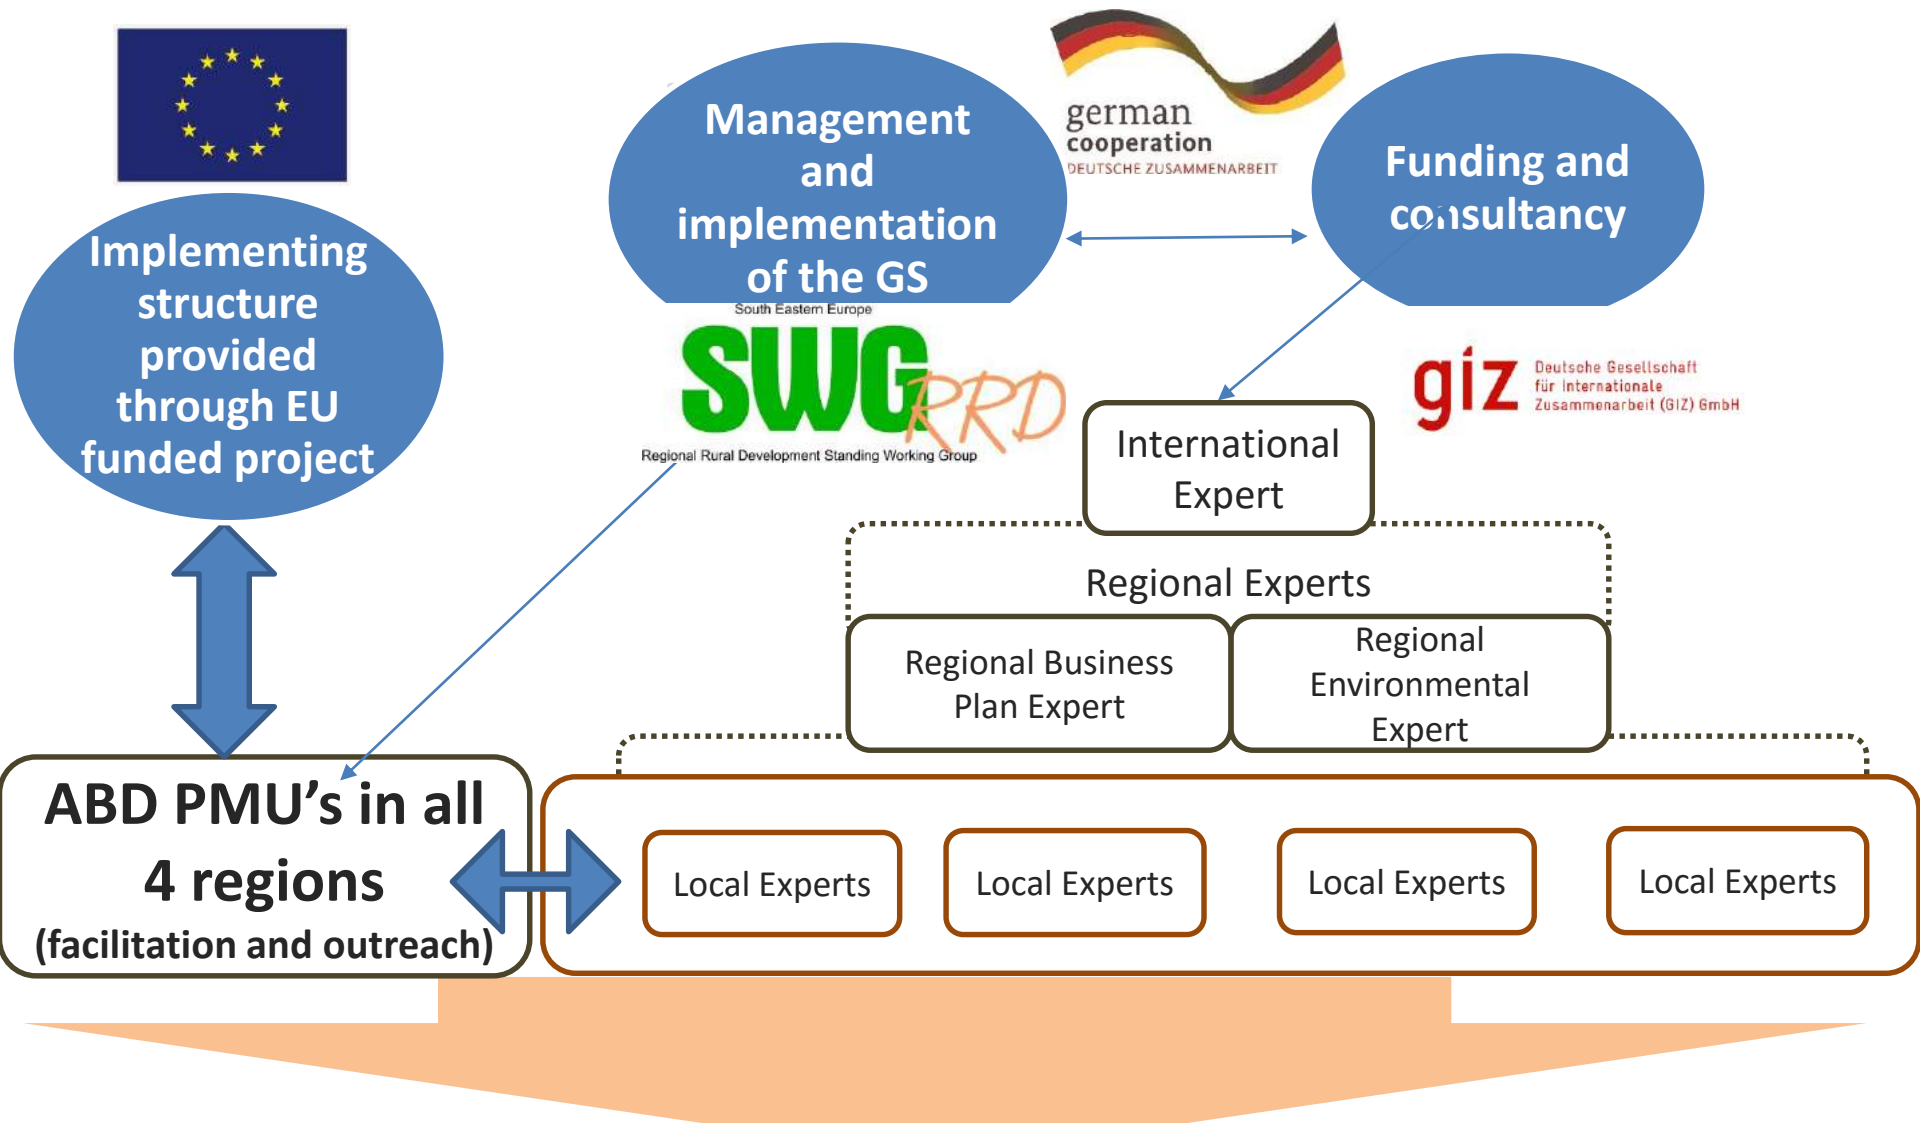 Implementing
structure
provided
through EU
funded project
Management
and
implementation
of the GS
german
cooperation
DEUTSCHE ZUSAMMENARBEIT
Funding and
consultancy
South Eastern Europe
SWG
RRD
Regional Rural Development Standing Working Group
giz
Deutsche Gesellschaft
für Internationale
Zusammenarbeit (GIZ) GmbH
International
Expert
Regional Experts
Regional Business
Plan Expert
Regional
Environmental
Expert
ABD PMU’s in all
4 regions
(facilitation and outreach)
Local Experts
Local Experts
Local Experts
Local Experts